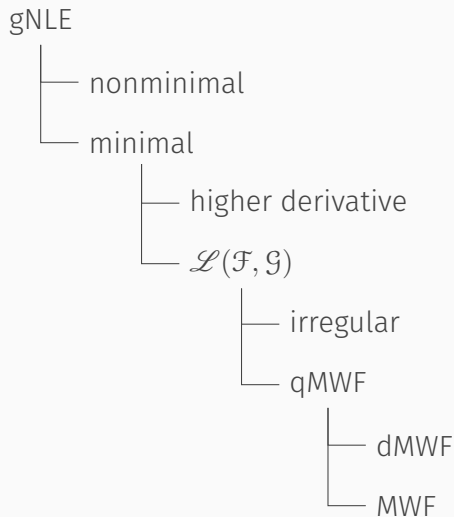 gNLE
nonminimal
minimal
higher derivative
ℒ(ℱ, 𝒢)
irregular
qMWF
dMWF
MWF